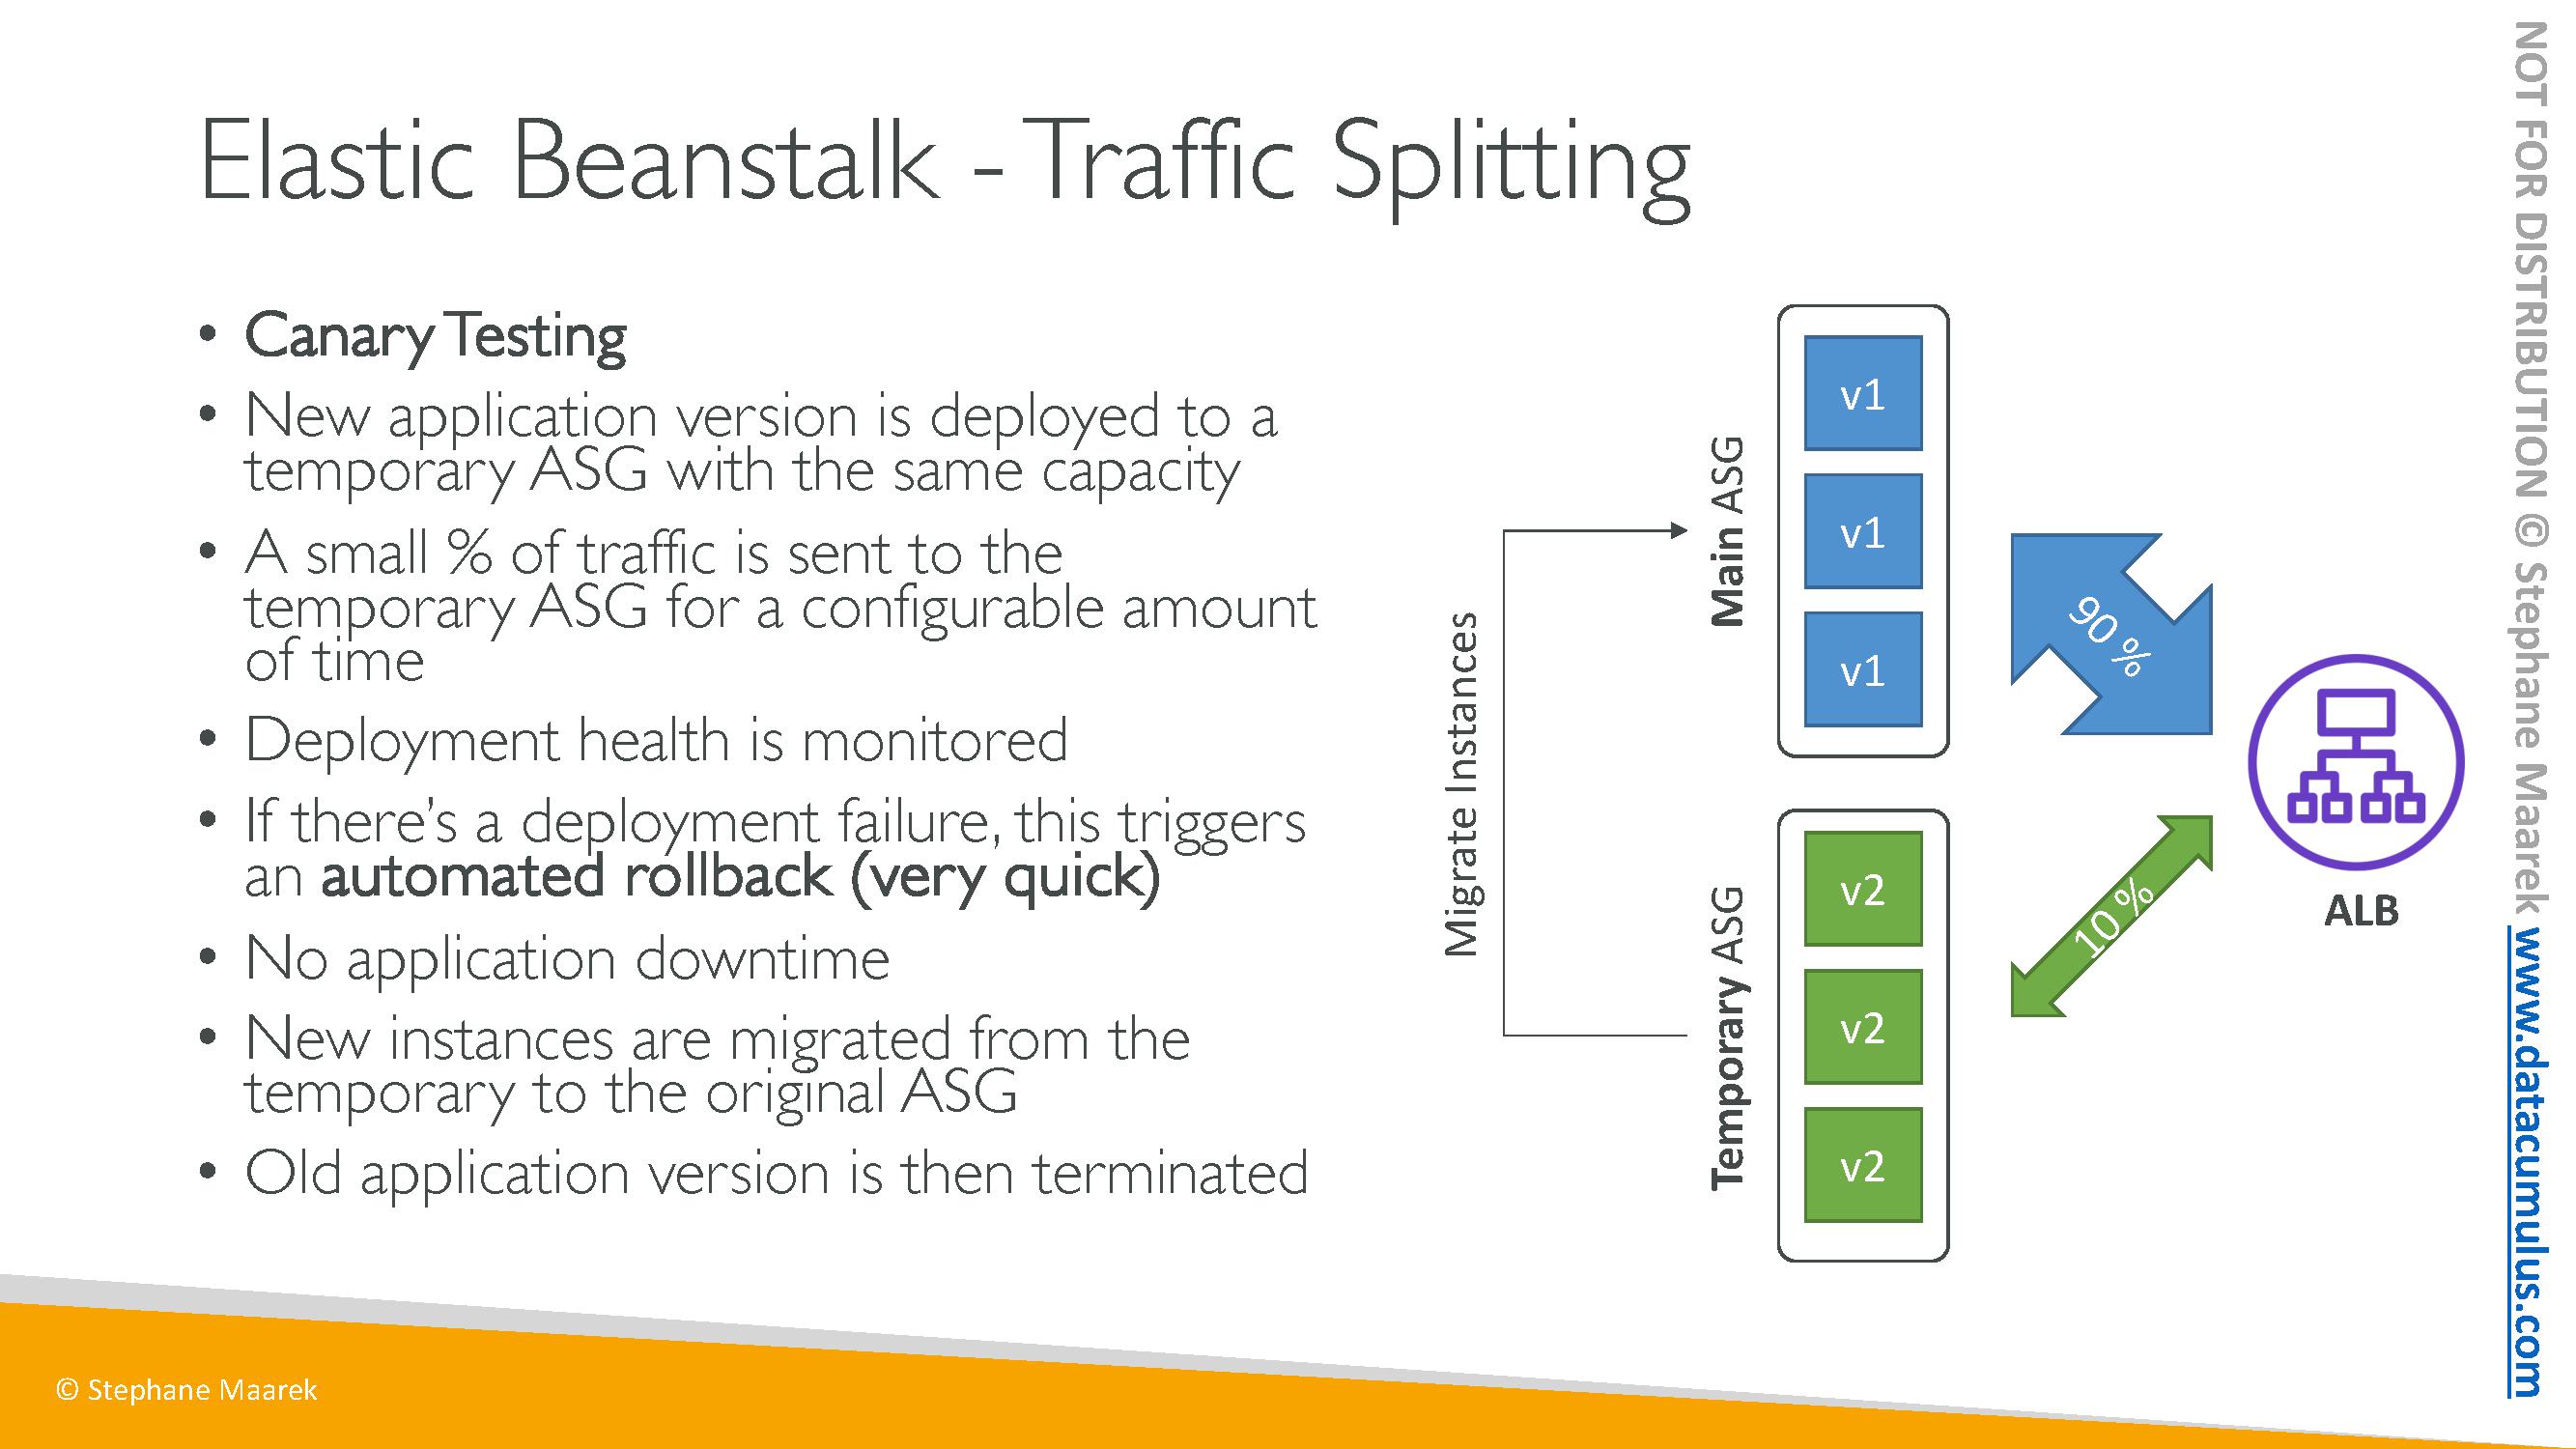 Elastic Beanstalk - Traffic Splitting
• Canary Testing
• New application version is deployed to a
temporary ASG with the same capacity
• A small % of traffic is sent to the
temporary ASG for a configurable amount
of time
• Deployment health is monitored
• If there's a deployment failure, this triggers
an automated rollback (very quick)
• No application downtime
• New instances are migrated from the
temporary to the original ASG
• Old application version is then terminated
Migrate Instances
Main ASG
v1
v1
v1
Temporary ASG
v2
v2
v2
90 %
10 %
ALB
© Stephane Maarek
NOT FOR DISTRIBUTION © Stephane Maarek www.datacumulus.com